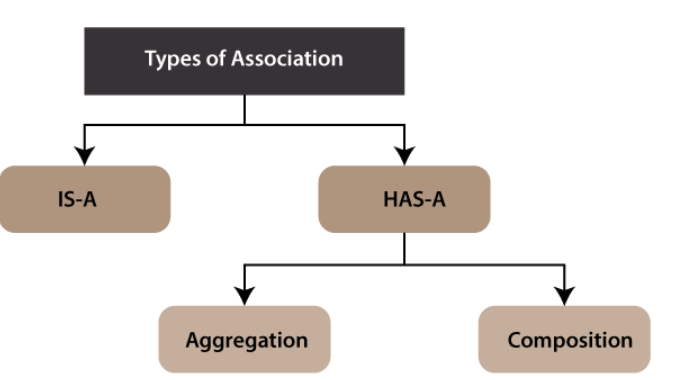 Types of Association
IS-A
HAS-A
Aggregation
Composition